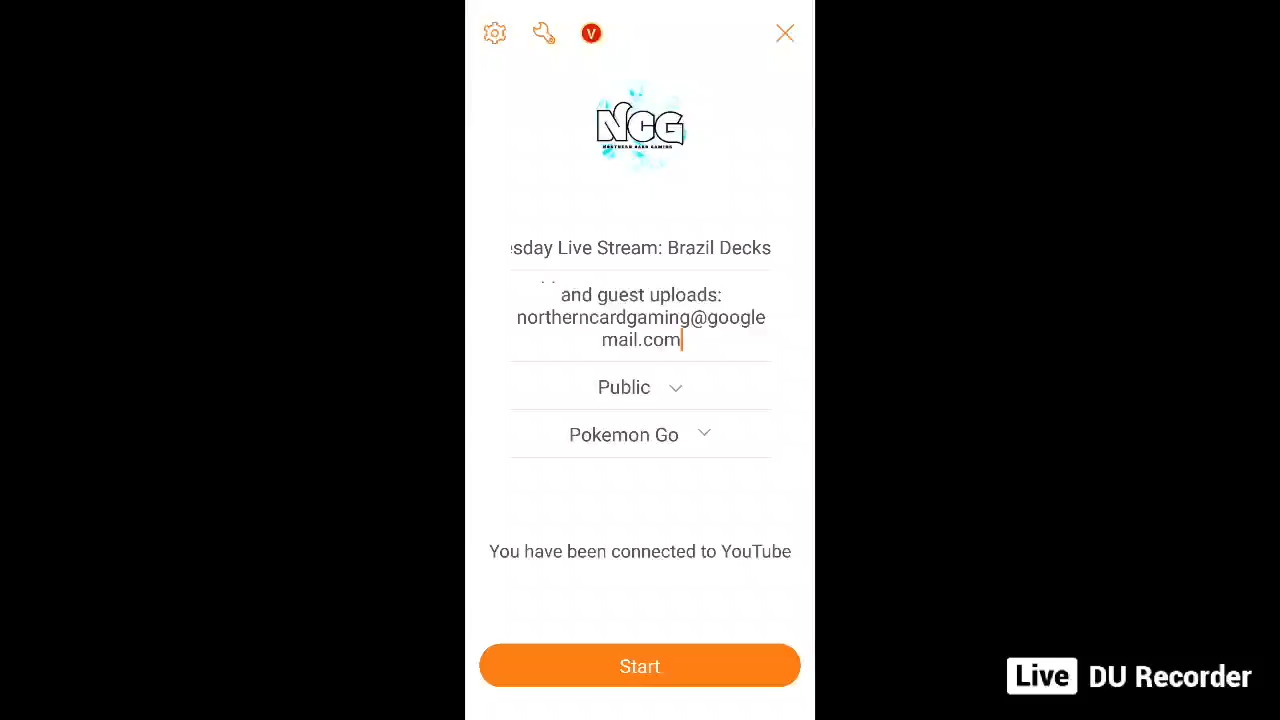 V
NCG
NORTHERN CARD GAMING
esday Live Stream: Brazil Decks
and guest uploads:
northerncardgaming@google
mail.com
Public
Pokemon Go
You have been connected to YouTube
Start
Live DU Recorder